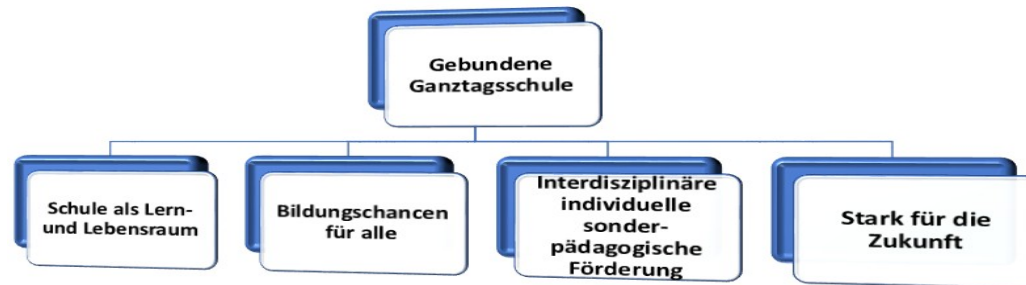 Gebundene
Ganztagsschule
Schule als Lern-
und Lebensraum
Bildungschancen
für alle
Interdisziplinäre
individuelle
sonder-
pädagogische
Förderung
Stark für die
Zukunft